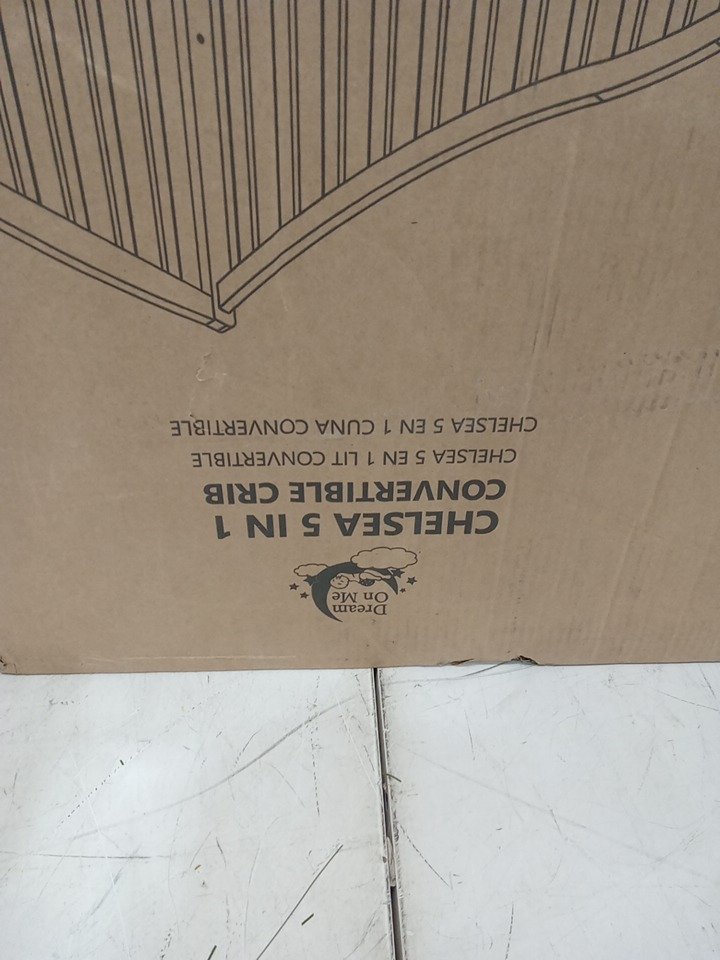 Dream
On Me
CHELSEA 5 IN 1
CONVERTIBLE CRIB
CHELSEA 5 EN 1 LIT CONVERTIBLE
CHELSEA 5 EN 1 CUNA CONVERTIBLE